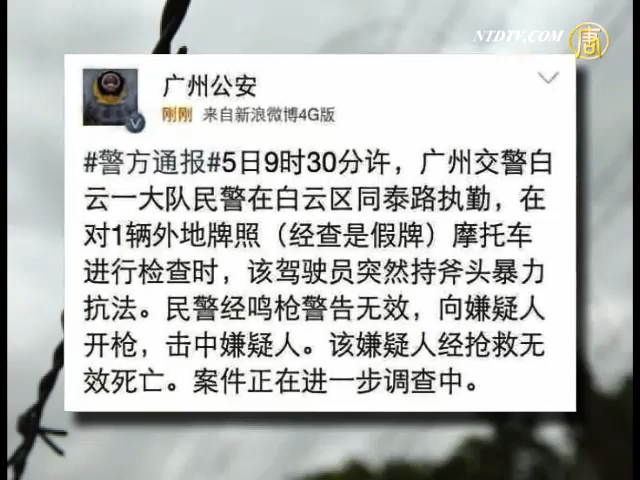 NTDTV.COM 唐
广州公安
刚刚 来自新浪微博4G版
#警方通报#5日9时30分许，广州交警白
云一大队民警在白云区同泰路执勤，在
对1辆外地牌照（经查是假牌）摩托车
进行检查时，该驾驶员突然持斧头暴力
抗法。民警经鸣枪警告无效，向嫌疑人
开枪，击中嫌疑人。该嫌疑人经抢救无
效死亡。案件正在进一步调查中。